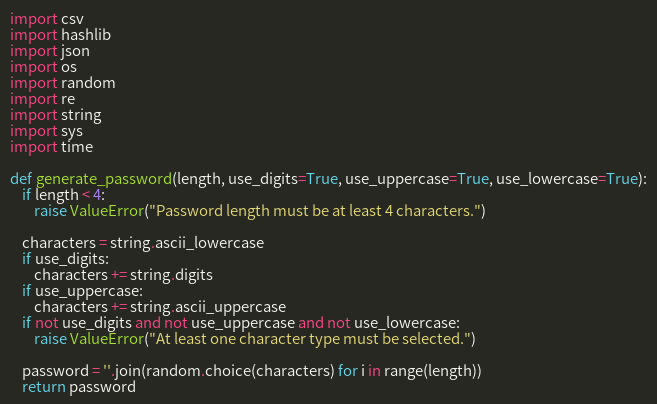 import csv
import hashlib
import json
import os
import random
import re
import string
import sys
import time

def generate_password(length, use_digits=True, use_uppercase=True, use_lowercase=True):
    if length < 4:
        raise ValueError("Password length must be at least 4 characters.")

    characters = string.ascii_lowercase
    if use_digits:
        characters += string.digits
    if use_uppercase:
        characters += string.ascii_uppercase
    if not use_digits and not use_uppercase and not use_lowercase:
        raise ValueError("At least one character type must be selected.")

    password = ''.join(random.choice(characters) for i in range(length))
    return password